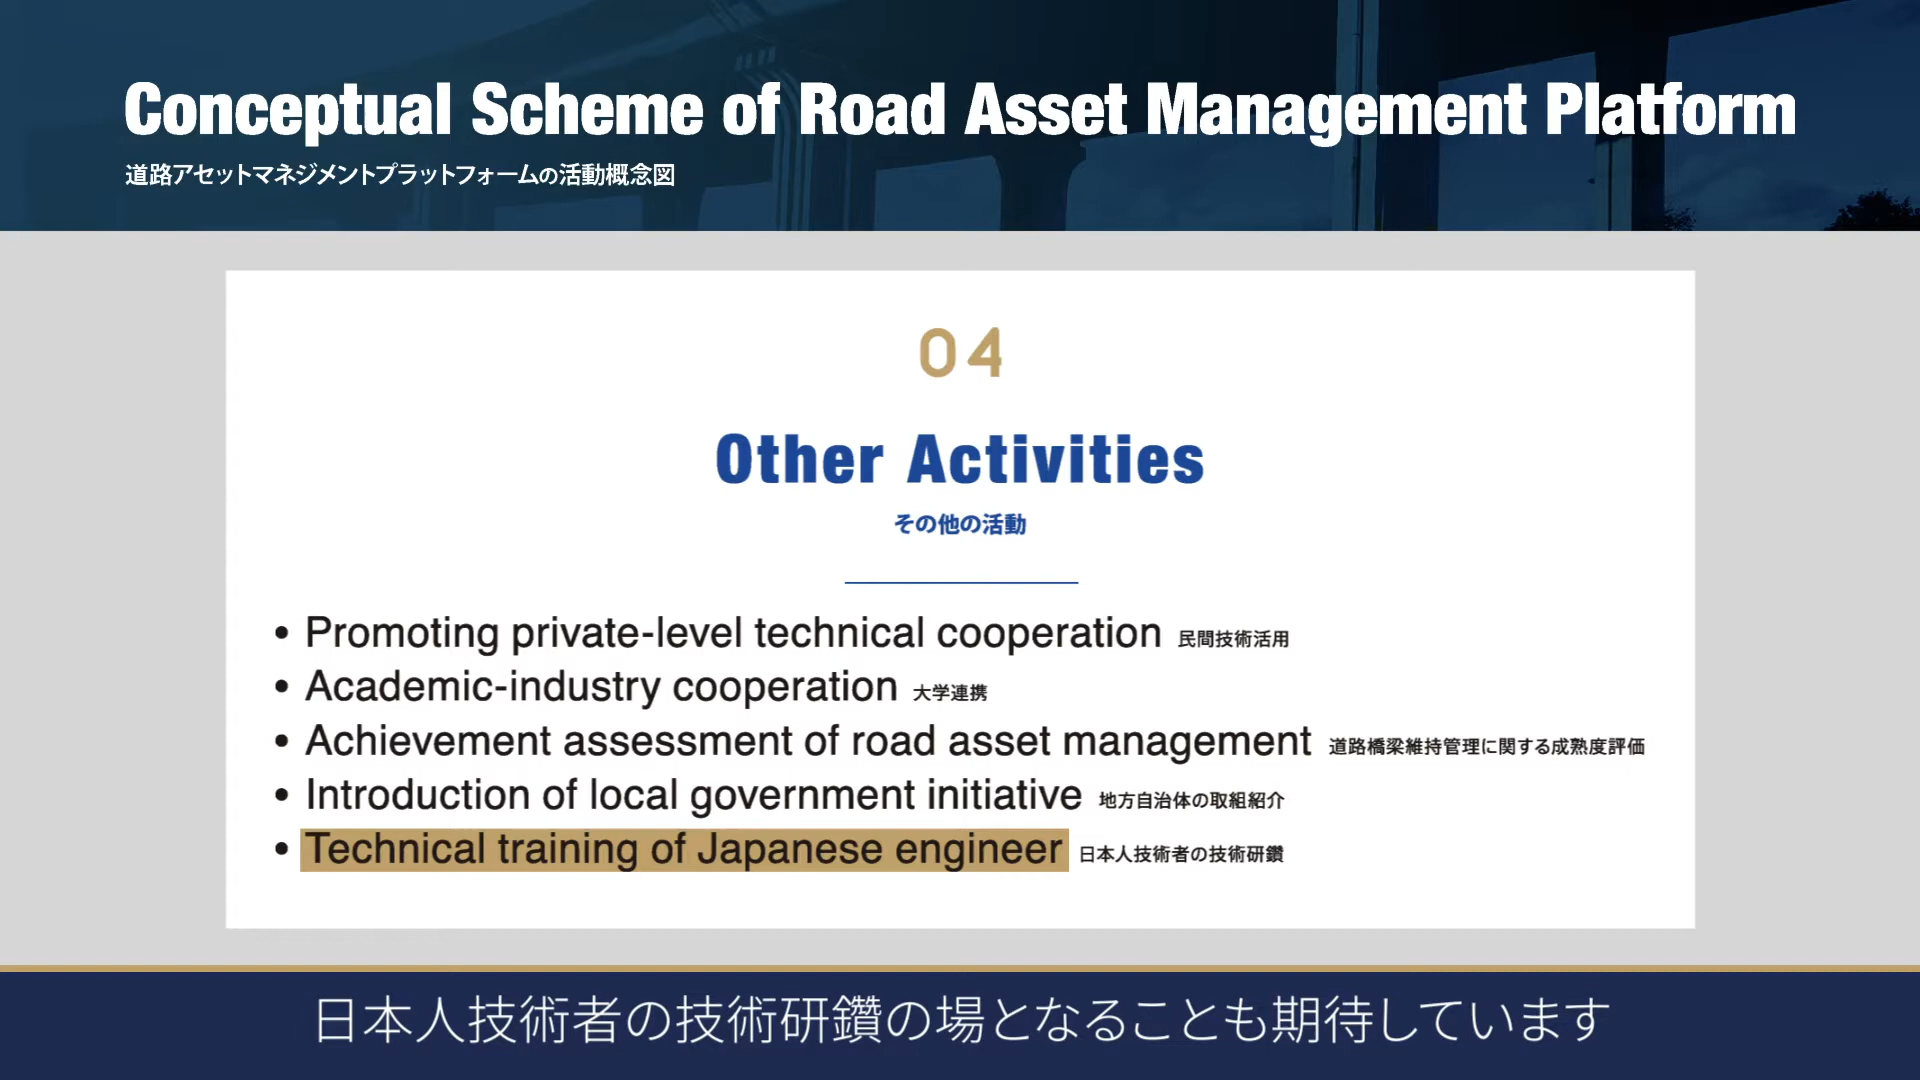 Conceptual Scheme of Road Asset Management Platform
道路アセットマネジメントプラットフォームの活動概念図
04
Other Activities
その他の活動
• Promoting private-level technical cooperation 民間技術活用
• Academic-industry cooperation 大学連携
• Achievement assessment of road asset management 道路橋梁維持管理に関する成熟度評価
• Introduction of local government initiative 地方自治体の取組紹介
• Technical training of Japanese engineer 日本人技術者の技術研鑽
日本人技術者の技術研鑽の場となることも期待しています